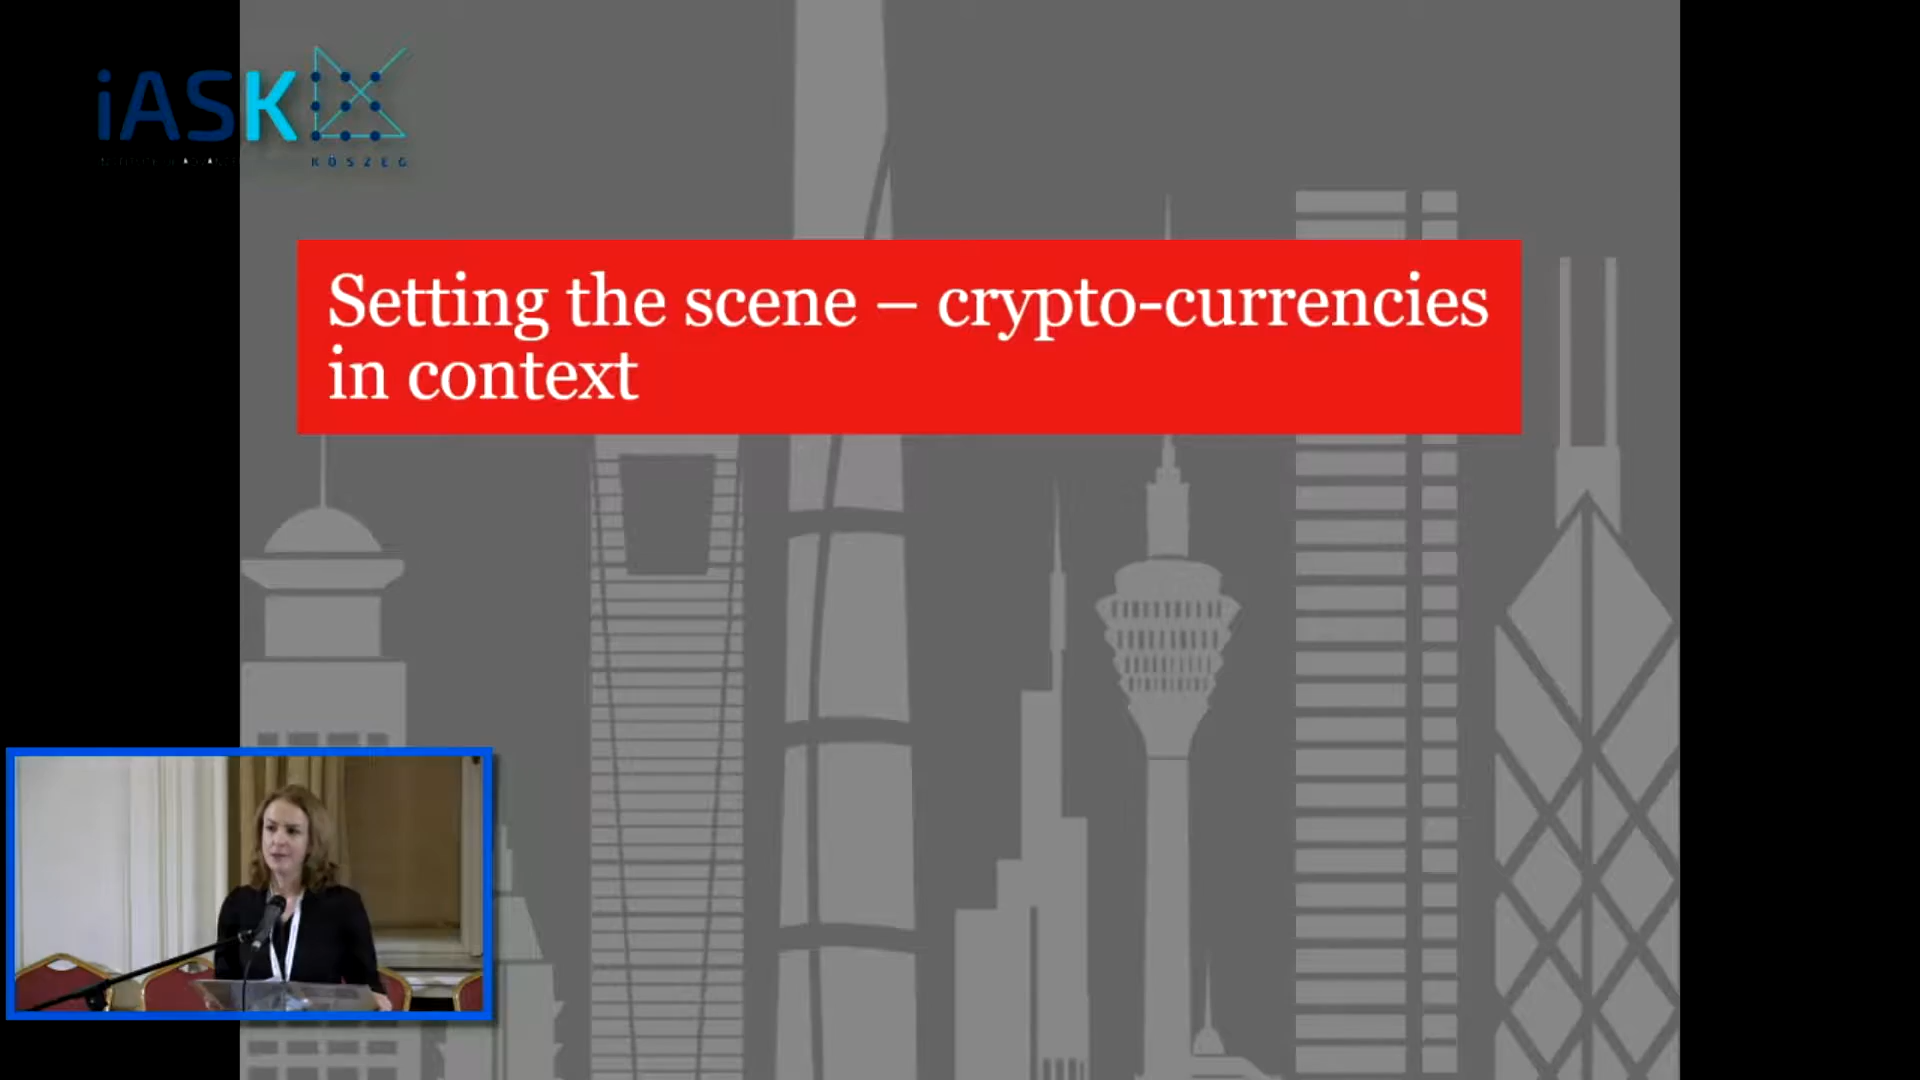 iASK
KŐSZEG
Setting the scene – crypto-currencies
in context